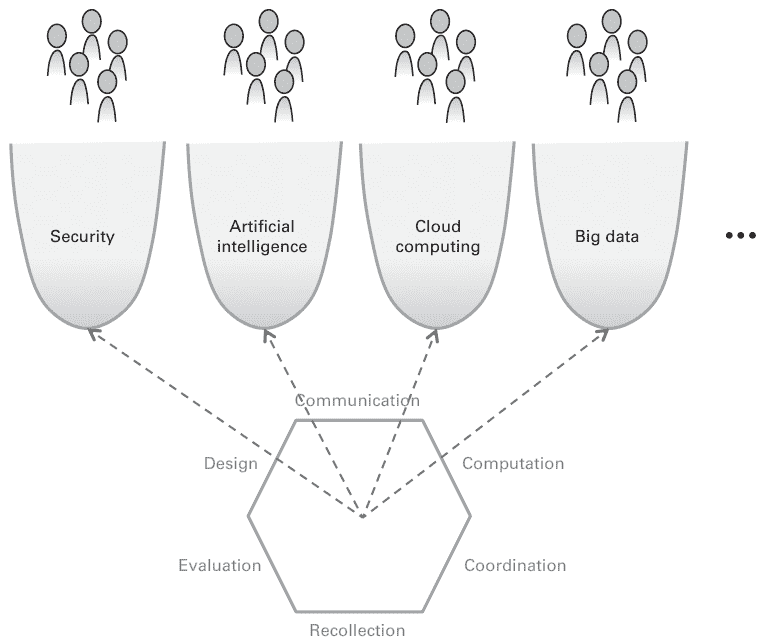 Security
Artificial
intelligence
Cloud
computing
Big data
•••
Communication
Design
Computation
Evaluation
Coordination
Recollection